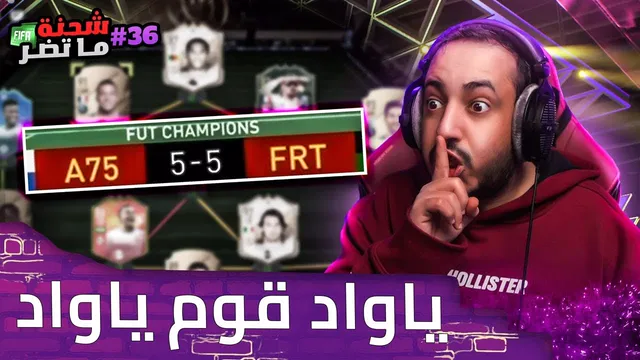 شحنة
ما تضر
#36
FIFA
FUT CHAMPIONS
A75 5-5 FRT
HOLLISTER
ياواد قوم ياواد